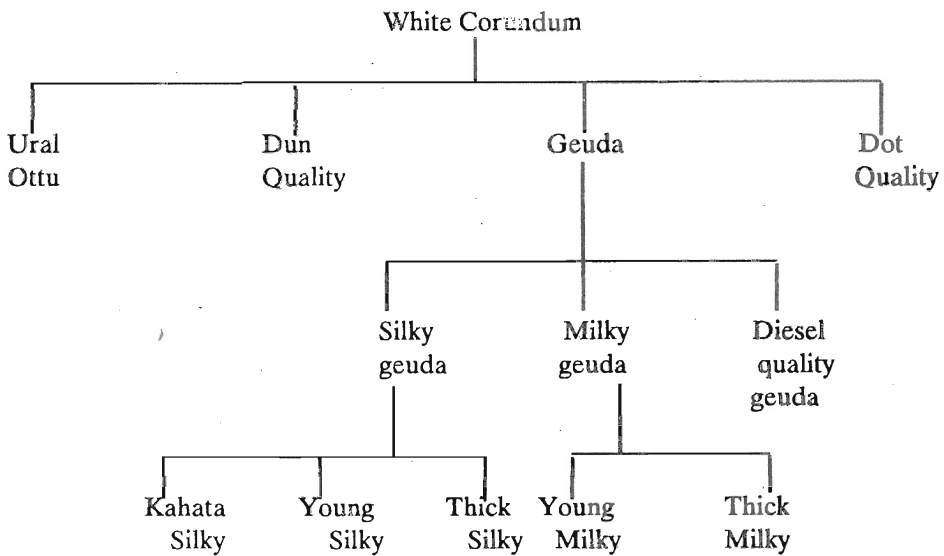 White Corundum
Ural
Ottu
Dun
Quality
Geuda
Dot
Quality
Silky
geuda
Milky
geuda
Diesel
quality
geuda
Kahata
Silky
Young
Silky
Thick
Silky
Young
Milky
Thick
Milky